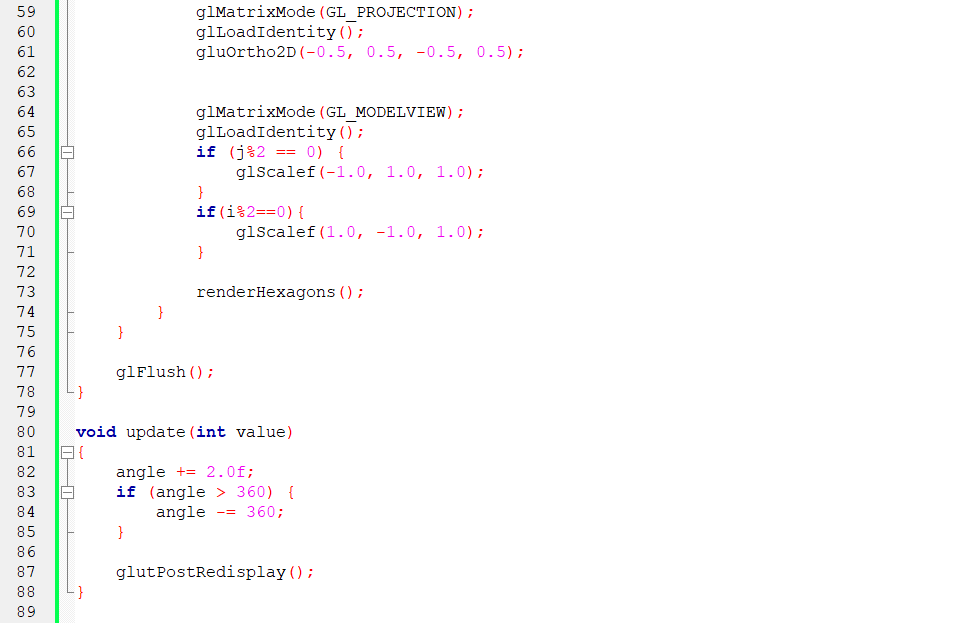 59 glMatrixMode(GL_PROJECTION);
60 glLoadIdentity();
61 gluOrtho2D(-0.5, 0.5, -0.5, 0.5);
62
63
64 glMatrixMode(GL_MODELVIEW);
65 glLoadIdentity();
66 if (j%2 == 0) {
67 glScalef(-1.0, 1.0, 1.0);
68 }
69 if(i%2==0){
70 glScalef(1.0, -1.0, 1.0);
71 }
72
73 renderHexagons();
74 }
75 }
76
77 glFlush();
78 }
79
80 void update(int value)
81 {
82 angle += 2.0f;
83 if (angle > 360) {
84 angle -= 360;
85 }
86
87 glutPostRedisplay();
88 }
89